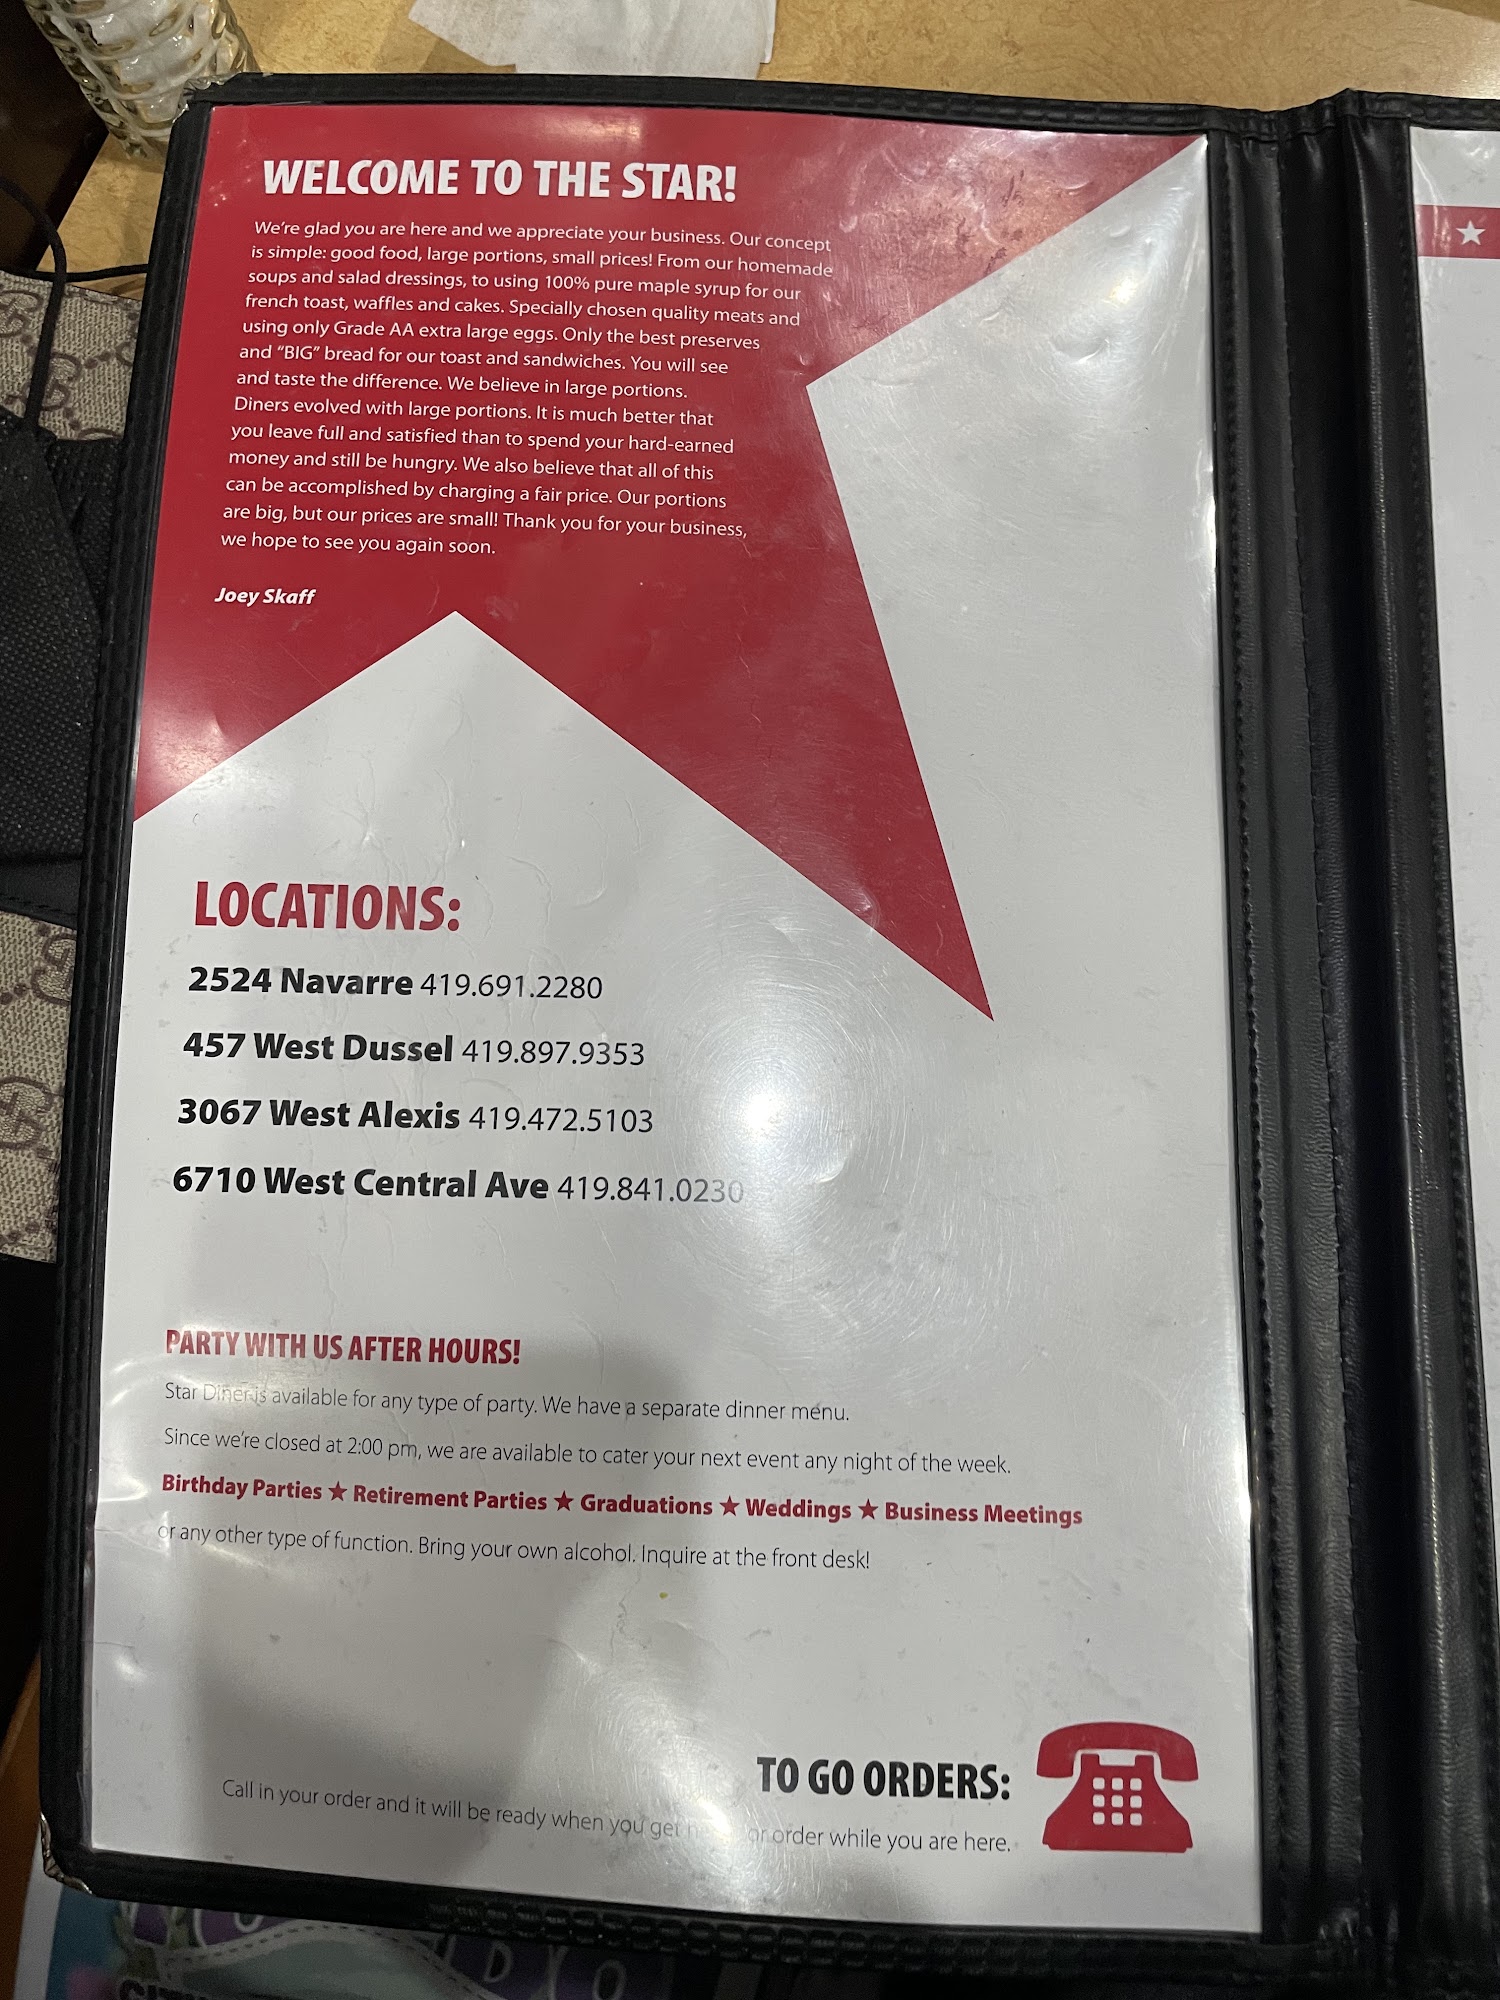 WELCOME TO THE STAR!
We're glad you are here and we appreciate your business. Our concept
is simple: good food, large portions, small prices! From our homemade
soups and salad dressings, to using 100% pure maple syrup for our
french toast, waffles and cakes. Specially chosen quality meats and
using only Grade AA extra large eggs. Only the best preserves
and "BIG" bread for our toast and sandwiches. You will see
and taste the difference. We believe in large portions.
Diners evolved with large portions. It is much better that
you leave full and satisfied than to spend your hard-earned
money and still be hungry. We also believe that all of this
can be accomplished by charging a fair price. Our portions
are big, but our prices are small! Thank you for your business,
we hope to see you again soon.
Joey Skaff
LOCATIONS:
2524 Navarre 419.691.2280
457 West Dussel 419.897.9353
3067 West Alexis 419.472.5103
6710 West Central Ave 419.841.0230
PARTY WITH US AFTER HOURS!
Star Diner is available for any type of party. We have a separate dinner menu.
Since we're closed at 2:00 pm, we are available to cater your next event any night of the week.
Birthday Parties ★ Retirement Parties ★ Graduations ★ Weddings ★ Business Meetings
or any other type of function. Bring your own alcohol. Inquire at the front desk!
TO GO ORDERS:
Call in your order and it will be ready when you get or order while you are here.